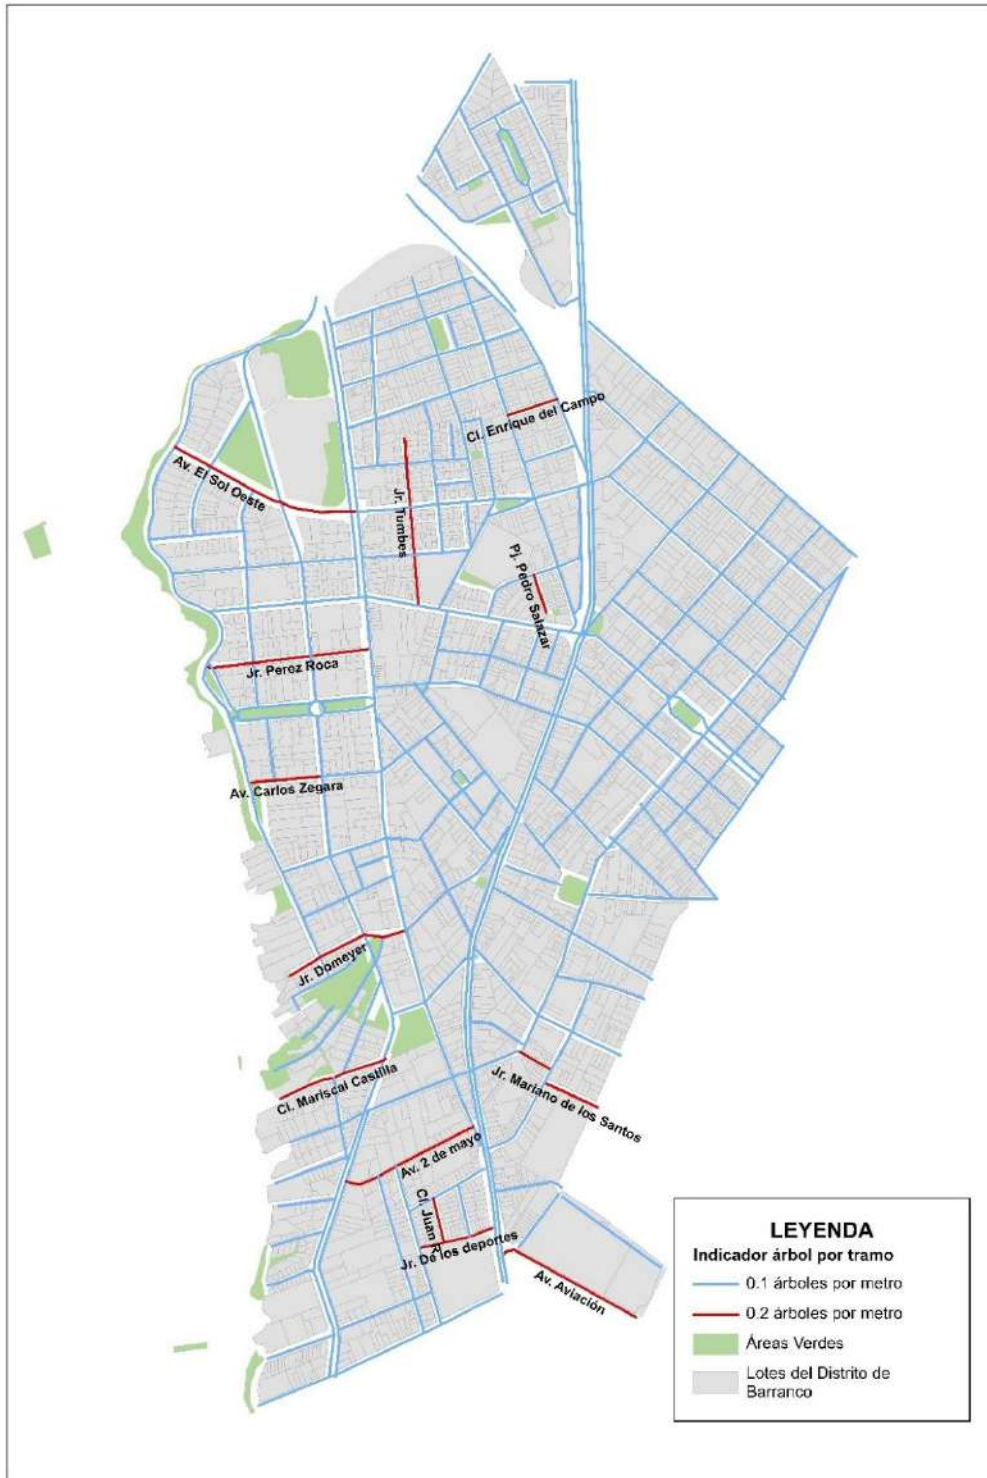 Cl. Enrique del Campo
Av. El Sol Oeste
Jr. Tumbes
Pj. Pedro Salazar
Jr. Perez Roca
Av. Carlos Zegara
Jr. Domeyer
Cl. Mariscal Castilla
Jr. Mariano de los Santos
Av. 2 de mayo
Cl. Juan R
Jr. De los deportes
Av. Aviación
LEYENDA
Indicador árbol por tramo
0.1 árboles por metro
0.2 árboles por metro
Áreas Verdes
Lotes del Distrito de
Barranco